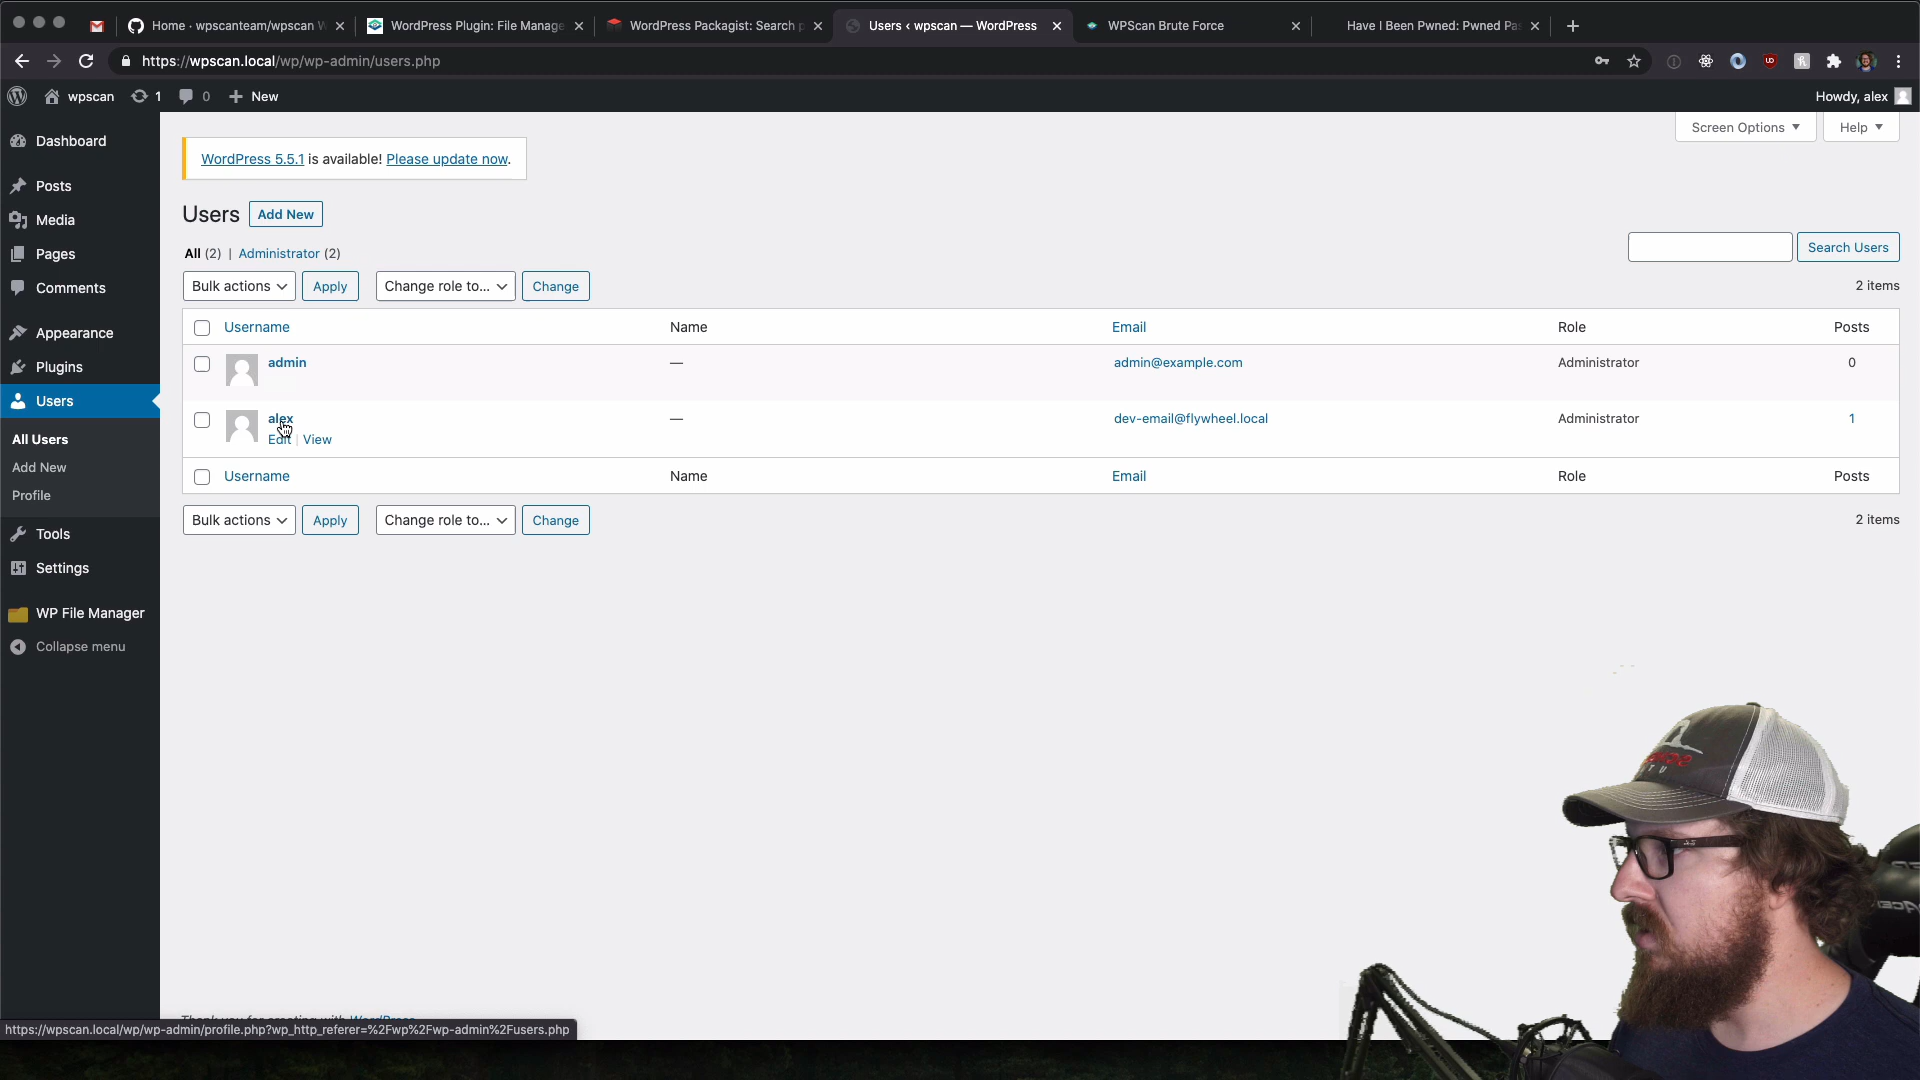 Home · wpscanteam/wpscan W
WordPress Plugin: File Manage
WordPress Packagist: Search p
Users ‹ wpscan — WordPress
WPScan Brute Force
Have I Been Pwned: Pwned Pas
https://wpscan.local/wp/wp-admin/users.php
wpscan
1
0
New
Howdy, alex
Screen Options
Help
Dashboard
Posts
Media
Pages
Comments
Appearance
Plugins
Users
All Users
Add New
Profile
Tools
Settings
WP File Manager
Collapse menu
WordPress 5.5.1 is available! Please update now.
Users Add New
All (2) | Administrator (2)
Search Users
Bulk actions Apply Change role to... Change
2 items
Username Name Email Role Posts
admin — admin@example.com Administrator 0
alex — dev-email@flywheel.local Administrator 1
Edit | View
Username Name Email Role Posts
Bulk actions Apply Change role to... Change
2 items
Thank you for creating with WordPress.
https://wpscan.local/wp/wp-admin/profile.php?wp_http_referer=%2Fwp%2Fwp-admin%2Fusers.php